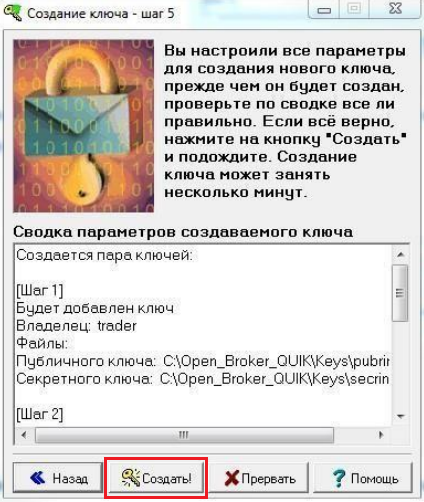 Создание ключа - шаг 5
Вы настроили все параметры
для создания нового ключа,
прежде чем он будет создан,
проверьте по сводке все ли
правильно. Если всё верно,
нажмите на кнопку "Создать"
и подождите. Создание
ключа может занять
несколько минут.
Сводка параметров создаваемого ключа
Создается пара ключей:
[Шаг 1]
Будет добавлен ключ
Владелец: trader
Файлы:
Публичного ключа: C:\Open_Broker_QUIK\Keys\pubrin
Секретного ключа: C:\Open_Broker_QUIK\Keys\secrin
[Шаг 2]
Назад
Создать!
Прервать
Помощь